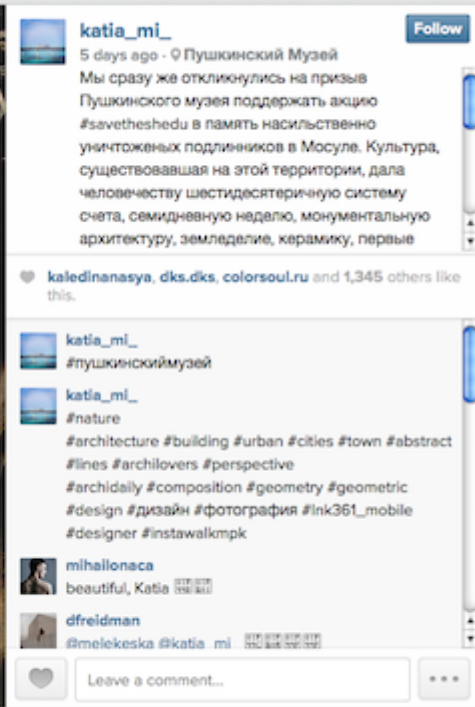 katia_mi_
Follow
5 days ago · Пушкинский Музей
Мы сразу же откликнулись на призыв
Пушкинского музея поддержать акцию
#savetheshedu в память насильственно
уничтоженых подлинников в Мосуле. Культура,
существовавшая на этой территории, дала
человечеству шестидесятеричную систему
счета, семидневную неделю, монументальную
архитектуру, земледелие, керамику, первые
kaledinanasya, dks.dks, colorsoul.ru and 1,345 others like
this.
katia_mi_
#пушкинскиймузей
katia_mi_
#nature
#architecture #building #urban #cities #town #abstract
#lines #archilovers #perspective
#archidaily #composition #geometry #geometric
#design #дизайн #фотография #lnk361_mobile
#designer #instawalkmpk
mihailonaca
beautiful, Katia
dfreidman
@melekeska @katia_mi_
Leave a comment...